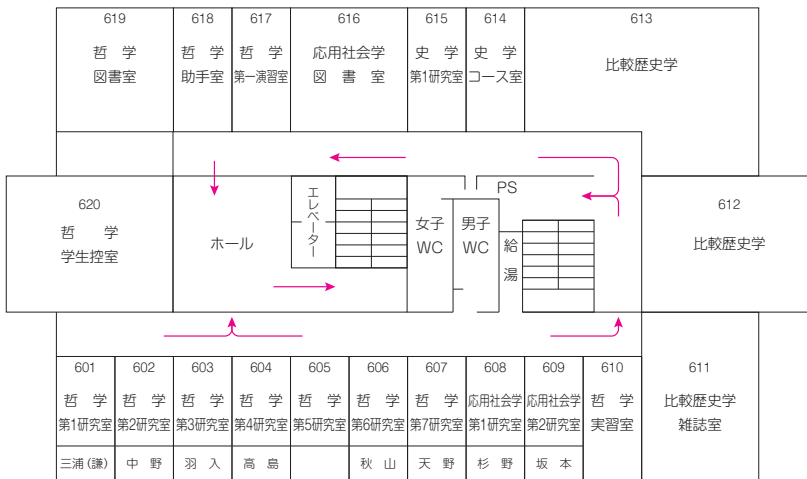 619
哲 学
図書室
618
哲 学
助手室
617
哲 学
第一演習室
616
応用社会学
図 書 室
615
史 学
第1研究室
614
史 学
コース室
613
比較歴史学
620
哲 学
学生控室
ホール
エレベーター
女子
WC
男子
WC
PS
給湯
612
比較歴史学
601
哲 学
第1研究室
三浦(謙)
602
哲 学
第2研究室
中 野
603
哲 学
第3研究室
羽 入
604
哲 学
第4研究室
高 島
605
哲 学
第5研究室
606
哲 学
第6研究室
秋 山
607
哲 学
第7研究室
天 野
608
応用社会学
第1研究室
杉 野
609
応用社会学
第2研究室
坂 本
610
哲 学
実習室
611
比較歴史学
雑誌室